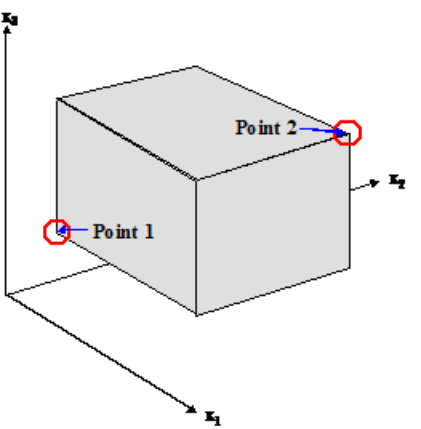 x₃
Point 2
x₂
Point 1
x₁